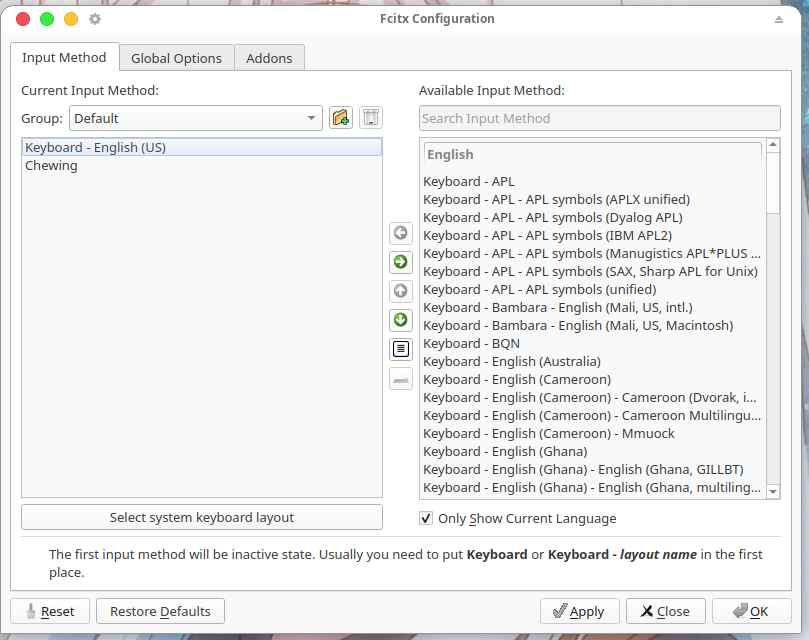 Fcitx Configuration
Input Method
Global Options
Addons
Current Input Method:
Available Input Method:
Group:
Default
Search Input Method
Keyboard - English (US)
Chewing
English
Keyboard - APL
Keyboard - APL - APL symbols (APLX unified)
Keyboard - APL - APL symbols (Dyalog APL)
Keyboard - APL - APL symbols (IBM APL2)
Keyboard - APL - APL symbols (Manugistics APL*PLUS ...
Keyboard - APL - APL symbols (SAX, Sharp APL for Unix)
Keyboard - APL - APL symbols (unified)
Keyboard - Bambara - English (Mali, US, intl.)
Keyboard - Bambara - English (Mali, US, Macintosh)
Keyboard - BQN
Keyboard - English (Australia)
Keyboard - English (Cameroon)
Keyboard - English (Cameroon) - Cameroon (Dvorak, i...
Keyboard - English (Cameroon) - Cameroon Multilingu...
Keyboard - English (Cameroon) - Mmuock
Keyboard - English (Ghana)
Keyboard - English (Ghana) - English (Ghana, GILLBT)
Keyboard - English (Ghana) - English (Ghana, multiling...
Select system keyboard layout
Only Show Current Language
The first input method will be inactive state. Usually you need to put Keyboard or Keyboard - layout name in the first
place.
Reset
Restore Defaults
Apply
Close
OK